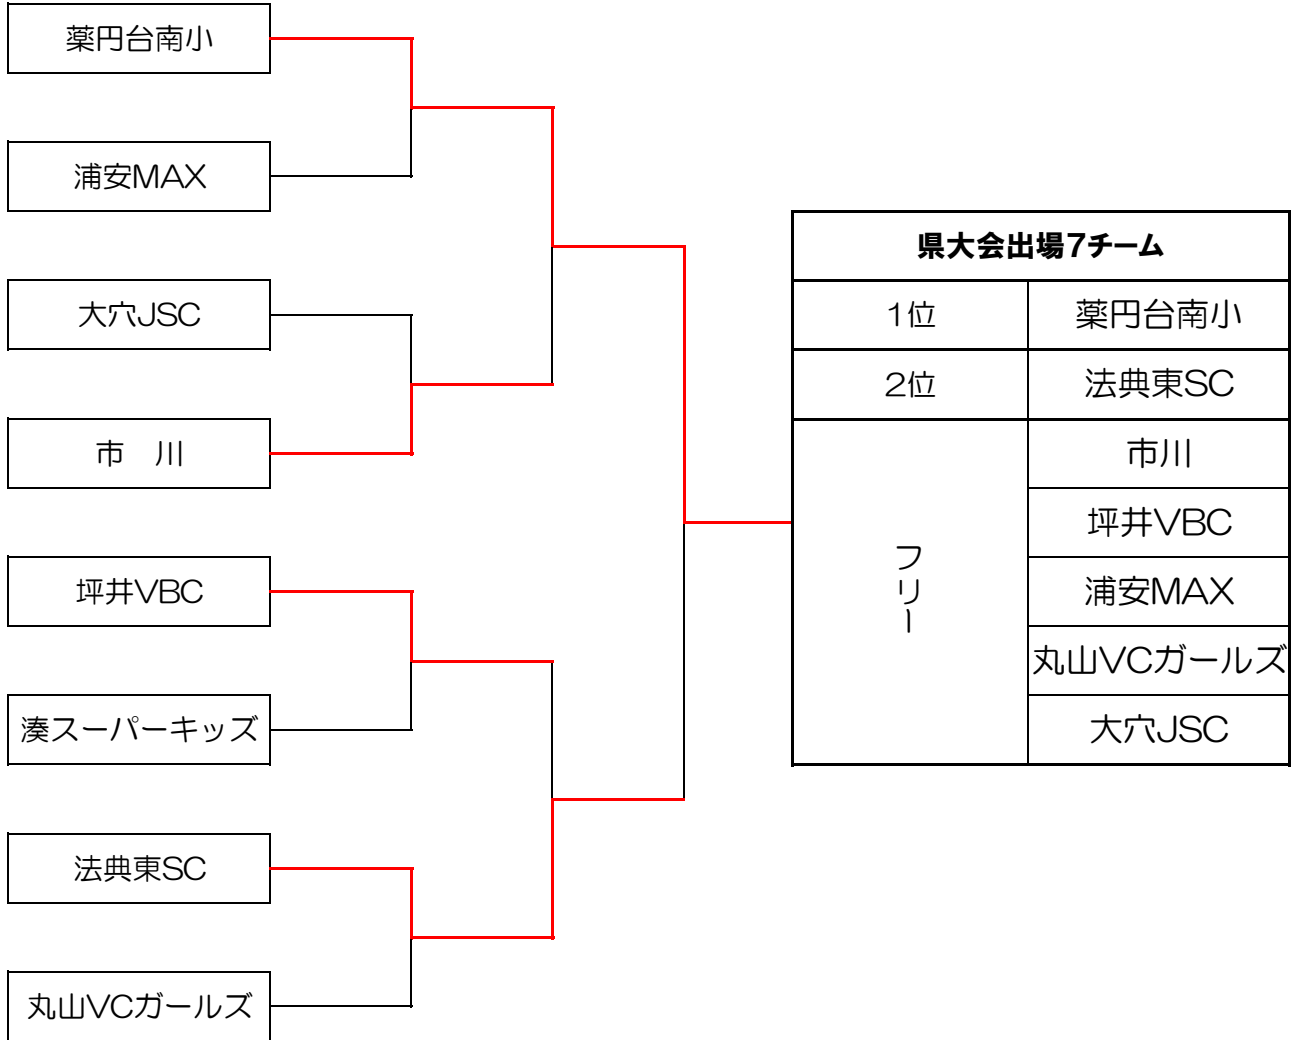 薬円台南小
浦安MAX
大穴JSC
市　川
坪井VBC
湊スーパーキッズ
法典東SC
丸山VCガールズ
県大会出場7チーム
1位
薬円台南小
2位
法典東SC
フリー
市川
坪井VBC
浦安MAX
丸山VCガールズ
大穴JSC